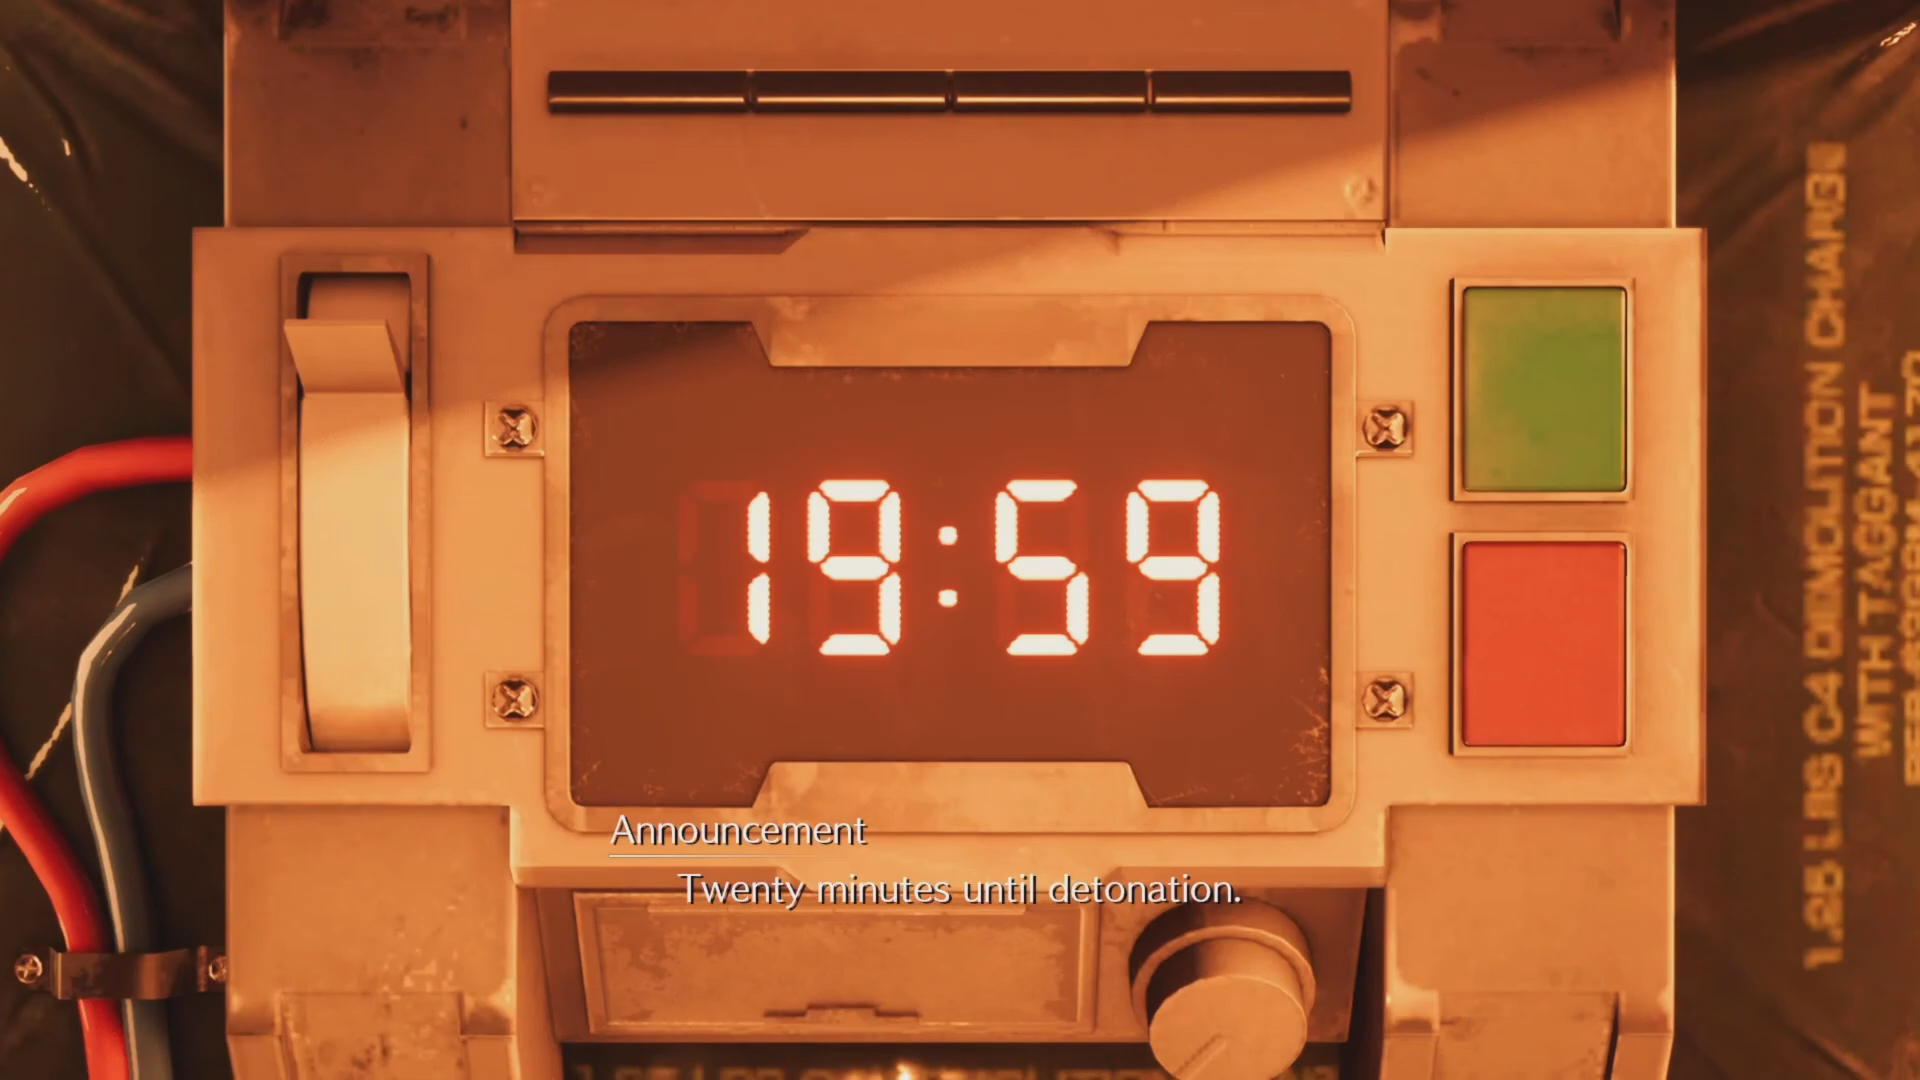 19:59
Announcement
Twenty minutes until detonation.
1.25 LBS C4 DEMOLITION CHARGE
WITH TAGGANT